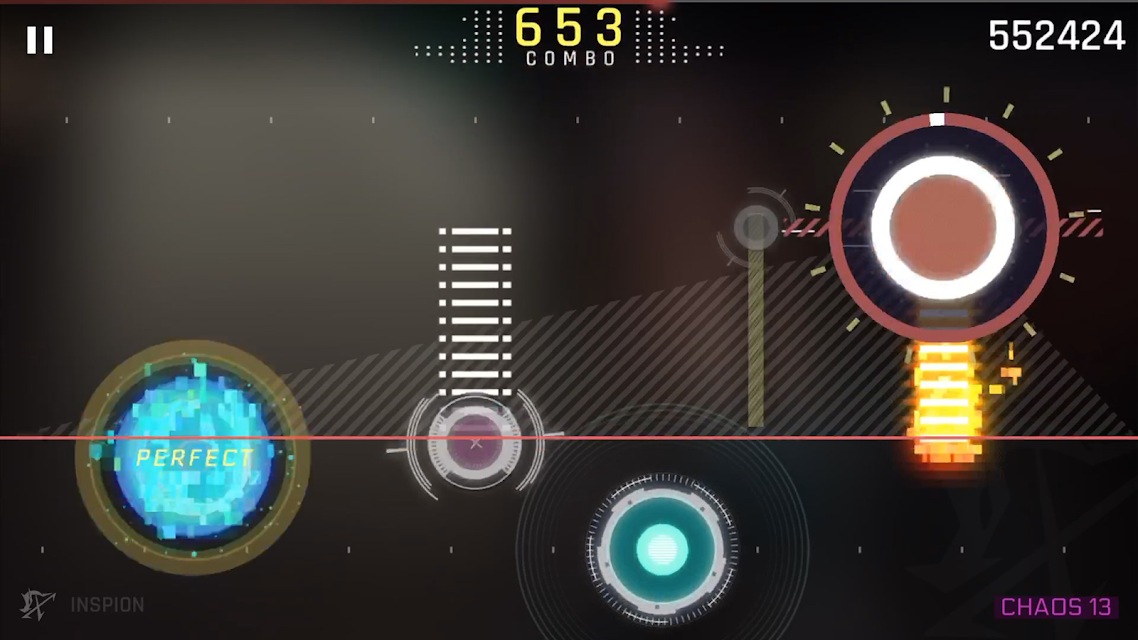 653
COMBO
552424
PERFECT
INSPION
CHAOS 13